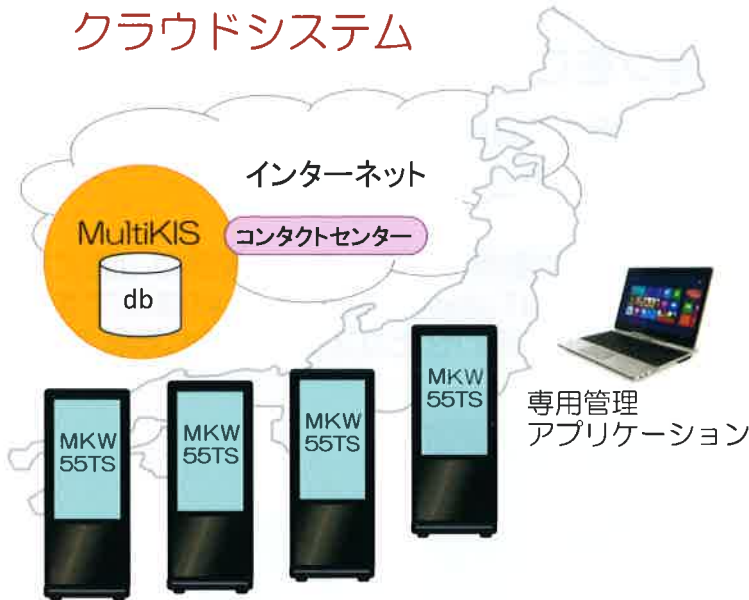 クラウドシステム
インターネット
MultiKIS
コンタクトセンター
db
MKW
55TS
MKW
55TS
MKW
55TS
MKW
55TS
専用管理
アプリケーション